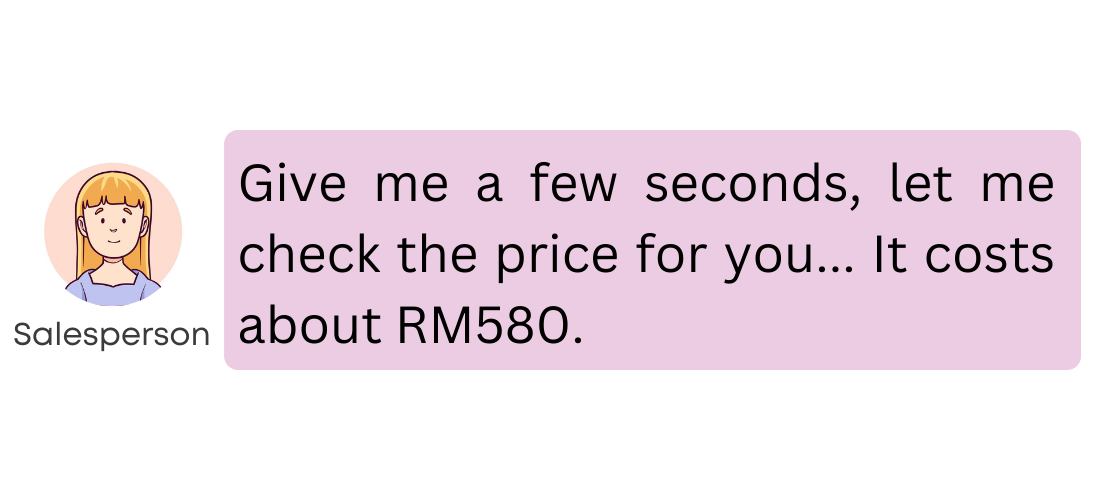 Give me a few seconds, let me
check the price for you... It costs
about RM580.
Salesperson